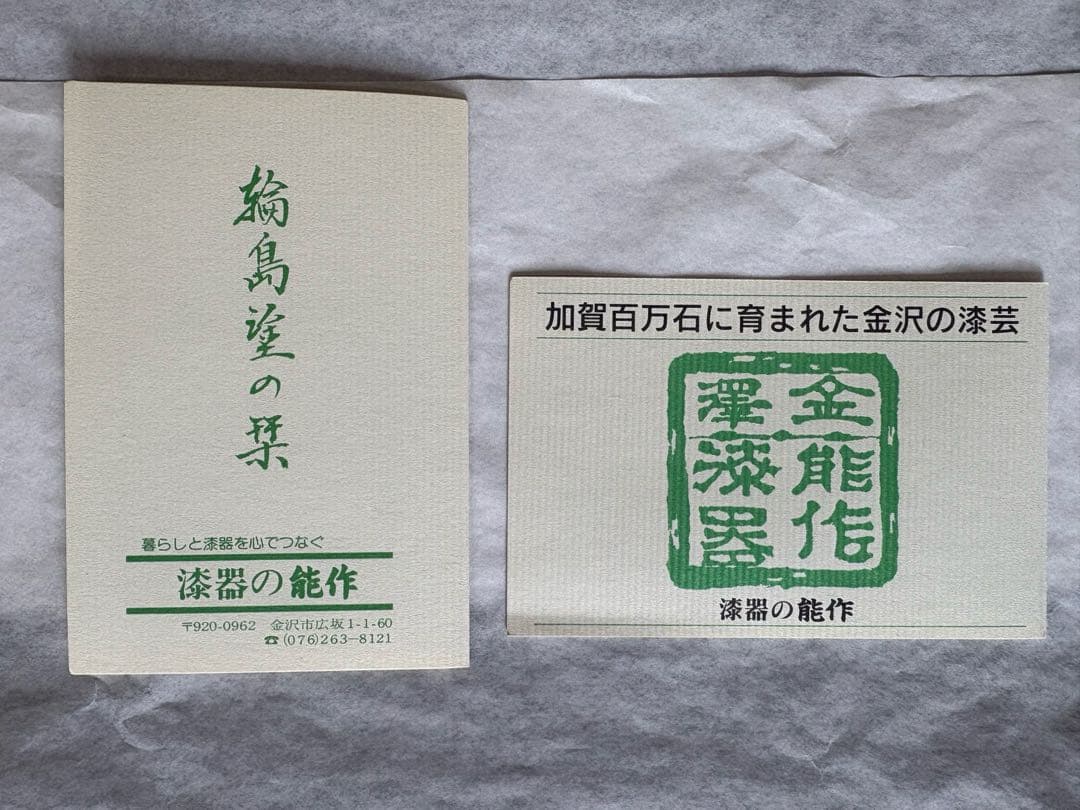 輪島塗の栞
暮らしと漆器を心でつなぐ
漆器の能作
〒920-0962 金沢市広坂1-1-60
☎(076)263-8121
加賀百万石に育まれた金沢の漆芸
金澤
能作漆器
漆器の能作